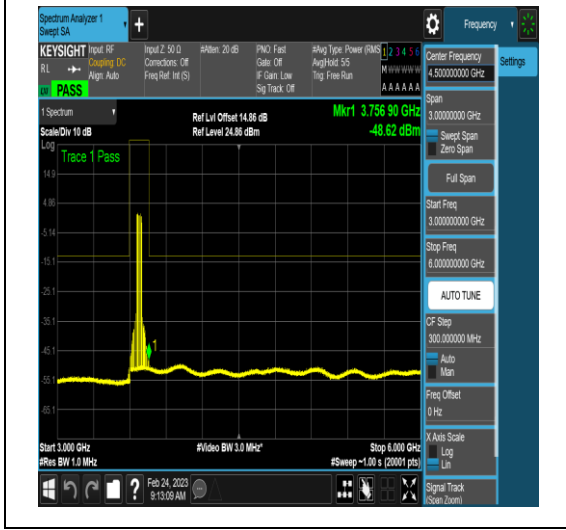 Spectrum Analyzer 1
Swept SA
Frequency
KEYSIGHT
RL
Input: RF
Coupling: DC
Align: Auto
Input Z: 50 Ω
Corrections: Off
Freq Ref: Int (S)
#Atten: 20 dB
PNO: Fast
Gate: Off
IF Gain: Low
Sig Track: Off
#Avg Type: Power (RMS
Avg|Hold: 5/5
Trig: Free Run
1 2 3 4 5 6
M W W W W W
A A A A A A
PASS
1 Spectrum
Scale/Div 10 dB
Log
Ref Lvl Offset 14.86 dB
Ref Level 24.86 dBm
Mkr1 3.756 90 GHz
-48.62 dBm
Trace 1 Pass
14.9
4.86
-5.14
-15.1
-25.1
-35.1
-45.1
-55.1
-65.1
1
Start 3.000 GHz
#Res BW 1.0 MHz
#Video BW 3.0 MHz*
Stop 6.000 GHz
#Sweep ~1.00 s (20001 pts)
Feb 24, 2023
9:13:09 AM
Center Frequency
4.500000000 GHz
Settings
Span
3.00000000 GHz
Swept Span
Zero Span
Full Span
Start Freq
3.000000000 GHz
Stop Freq
6.000000000 GHz
AUTO TUNE
CF Step
300.000000 MHz
Auto
Man
Freq Offset
0 Hz
X Axis Scale
Log
Lin
Signal Track
(Span Zoom)